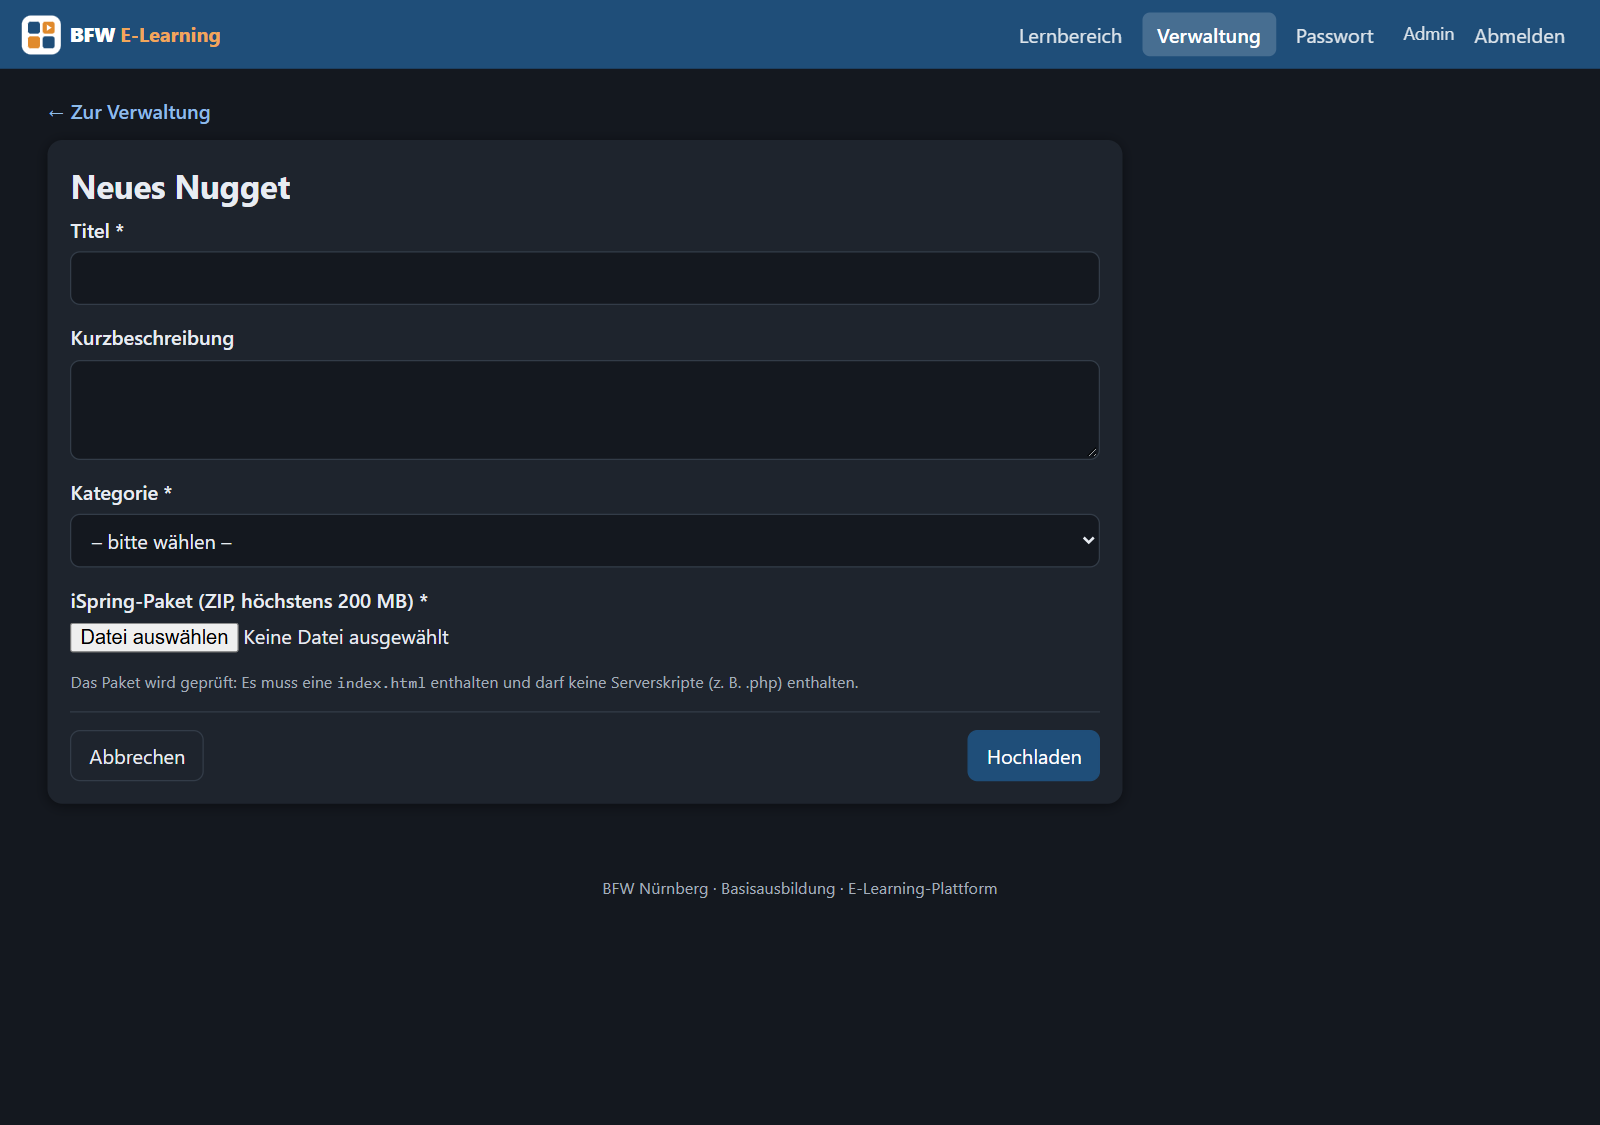 BFW E-Learning
Lernbereich
Verwaltung
Passwort
Admin
Abmelden
← Zur Verwaltung
Neues Nugget
Titel *
Kurzbeschreibung
Kategorie *
– bitte wählen –
iSpring-Paket (ZIP, höchstens 200 MB) *
Datei auswählen Keine Datei ausgewählt
Das Paket wird geprüft: Es muss eine index.html enthalten und darf keine Serverskripte (z. B. .php) enthalten.
Abbrechen
Hochladen
BFW Nürnberg · Basisausbildung · E-Learning-Plattform